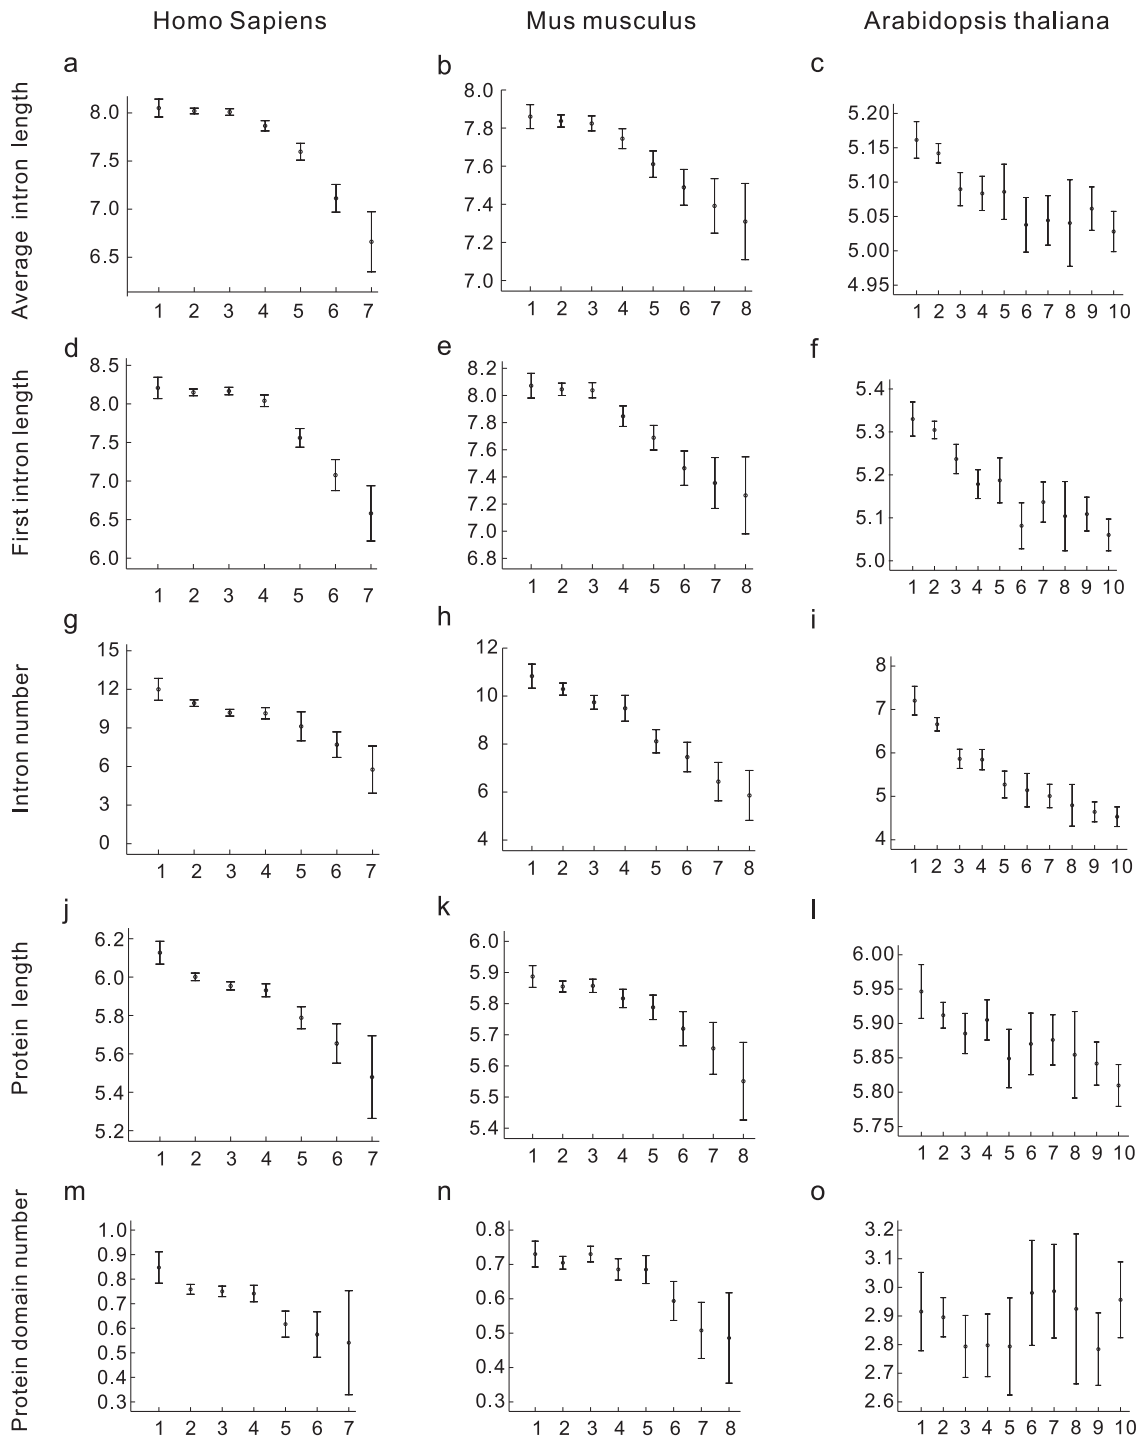 Homo Sapiens Mus musculus Arabidopsis thaliana
a b c
Average intron length
8.0 7.5 7.0 6.5
1 2 3 4 5 6 7
8.0 7.8 7.6 7.4 7.2 7.0
1 2 3 4 5 6 7 8
5.20 5.15 5.10 5.05 5.00 4.95
1 2 3 4 5 6 7 8 9 10
d e f
First intron length
8.5 8.0 7.5 7.0 6.5 6.0
1 2 3 4 5 6 7
8.2 8.0 7.8 7.6 7.4 7.2 7.0 6.8
1 2 3 4 5 6 7 8
5.4 5.3 5.2 5.1 5.0
1 2 3 4 5 6 7 8 9 10
g h i
Intron number
15 12 9 6 3 0
1 2 3 4 5 6 7
12 10 8 6 4
1 2 3 4 5 6 7 8
8 7 6 5 4
1 2 3 4 5 6 7 8 9 10
j k l
Protein length
6.2 6.0 5.8 5.6 5.4 5.2
1 2 3 4 5 6 7
6.0 5.9 5.8 5.7 5.6 5.5 5.4
1 2 3 4 5 6 7 8
6.00 5.95 5.90 5.85 5.80 5.75
1 2 3 4 5 6 7 8 9 10
m n o
Protein domain number
1.0 0.9 0.8 0.7 0.6 0.5 0.4 0.3
1 2 3 4 5 6 7
0.8 0.7 0.6 0.5 0.4 0.3
1 2 3 4 5 6 7 8
3.2 3.1 3.0 2.9 2.8 2.7 2.6
1 2 3 4 5 6 7 8 9 10